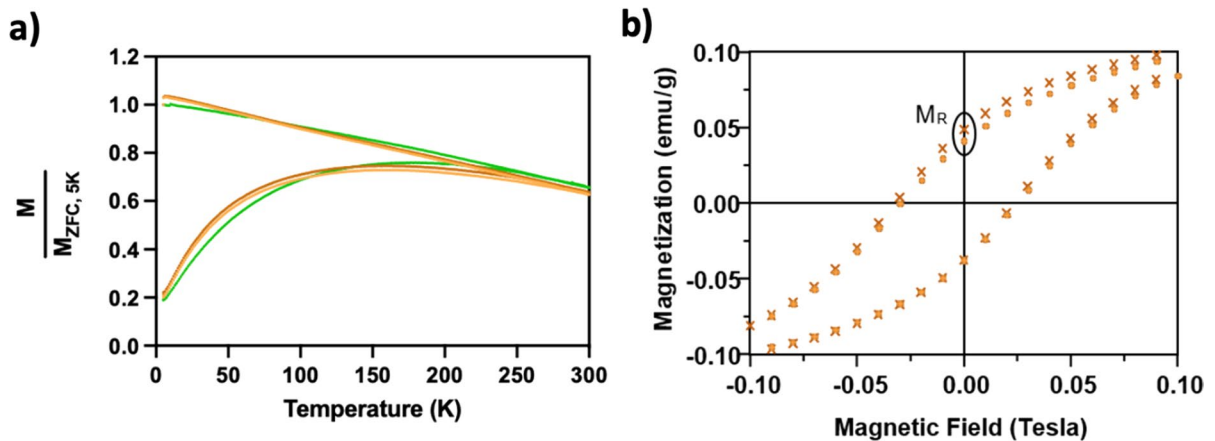 a)
1.2
1.0
0.8
0.6
0.4
0.2
0.0
M
M ZFC, 5K
0 50 100 150 200 250 300
Temperature (K)
b)
0.10
0.05
0.00
-0.05
-0.10
MR
Magnetization (emu/g)
-0.10 -0.05 0.00 0.05 0.10
Magnetic Field (Tesla)